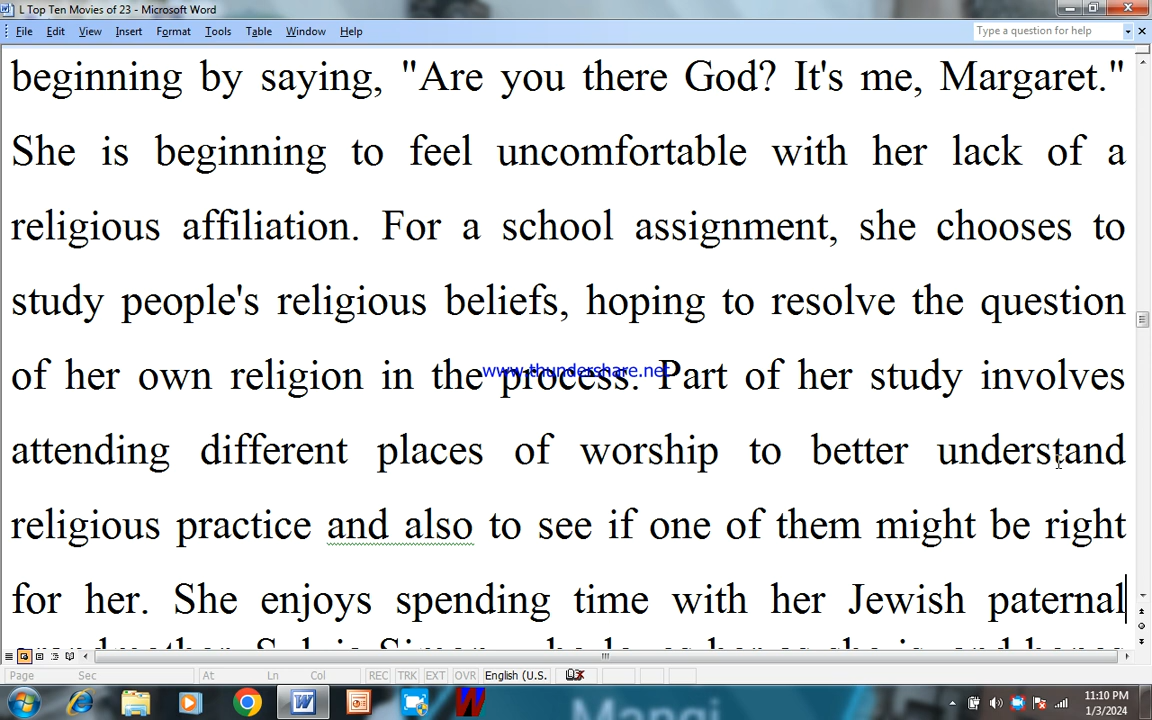 L Top Ten Movies of 23 - Microsoft Word
File Edit View Insert Format Tools Table Window Help Type a question for help
beginning by saying, "Are you there God? It's me, Margaret."
She is beginning to feel uncomfortable with her lack of a
religious affiliation. For a school assignment, she chooses to
study people's religious beliefs, hoping to resolve the question
of her own religion in the process. Part of her study involves
www.thundershare.net
attending different places of worship to better understand
religious practice and also to see if one of them might be right
for her. She enjoys spending time with her Jewish paternal
Page Sec At Ln Col REC TRK EXT OVR English (U.S.
11:10 PM
1/3/2024